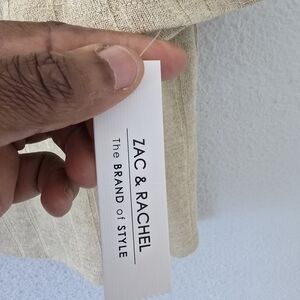 ZAC & RACHEL
The BRAND of STYLE